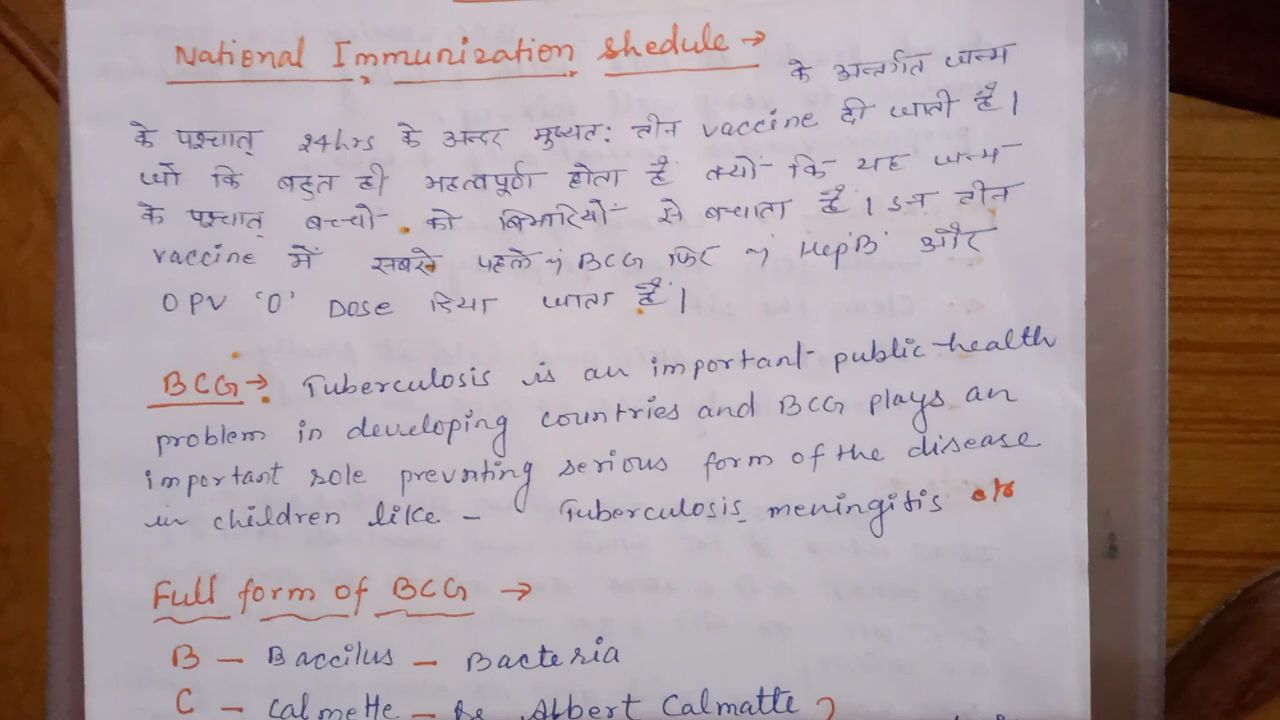 National Immunization Shedule →
के अन्तर्गत जन्म
के पश्चात् 24hrs के अन्दर मुख्यत: तीन vaccine दी जाती है।
जो कि बहुत ही महत्वपूर्ण होता है क्यों कि यह जन्म
के पश्चात् बच्चो को बिमारियों से बचाता है। इन तीन
vaccine में सबसे पहले BCG फिर HepB और
OPV 'O' Dose दिया जाता है।
BCG → Tuberculosis is an important public health
problem in developing countries and BCG plays an
important role prevnting serious form of the disease
in children like - Tuberculosis meningitis
Full form of BCG →
B - Baccilus - Bacteria
C - Calmette - Albert Calmatte